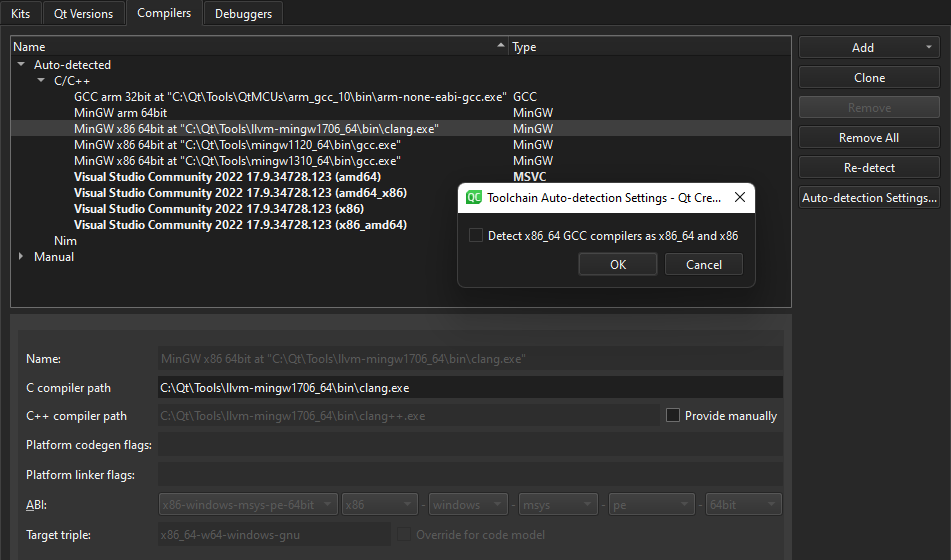 Kits Qt Versions Compilers Debuggers
Name Type
Auto-detected
C/C++
GCC arm 32bit at "C:\Qt\Tools\QtMCUs\arm_gcc_10\bin\arm-none-eabi-gcc.exe" GCC
MinGW arm 64bit MinGW
MinGW x86 64bit at "C:\Qt\Tools\llvm-mingw1706_64\bin\clang.exe" MinGW
MinGW x86 64bit at "C:\Qt\Tools\mingw1120_64\bin\gcc.exe" MinGW
MinGW x86 64bit at "C:\Qt\Tools\mingw1310_64\bin\gcc.exe" MinGW
Visual Studio Community 2022 17.9.34728.123 (amd64) MSVC
Visual Studio Community 2022 17.9.34728.123 (amd64_x86)
Visual Studio Community 2022 17.9.34728.123 (x86)
Visual Studio Community 2022 17.9.34728.123 (x86_amd64)
Nim
Manual
Add
Clone
Remove
Remove All
Re-detect
Auto-detection Settings...
QC Toolchain Auto-detection Settings - Qt Cre...
Detect x86_64 GCC compilers as x86_64 and x86
OK Cancel
Name: MinGW x86 64bit at "C:\Qt\Tools\llvm-mingw1706_64\bin\clang.exe"
C compiler path C:\Qt\Tools\llvm-mingw1706_64\bin\clang.exe
C++ compiler path C:\Qt\Tools\llvm-mingw1706_64\bin\clang++.exe Provide manually
Platform codegen flags:
Platform linker flags:
ABI: x86-windows-msys-pe-64bit x86 - windows - msys - pe - 64bit
Target triple: x86_64-w64-windows-gnu Override for code model